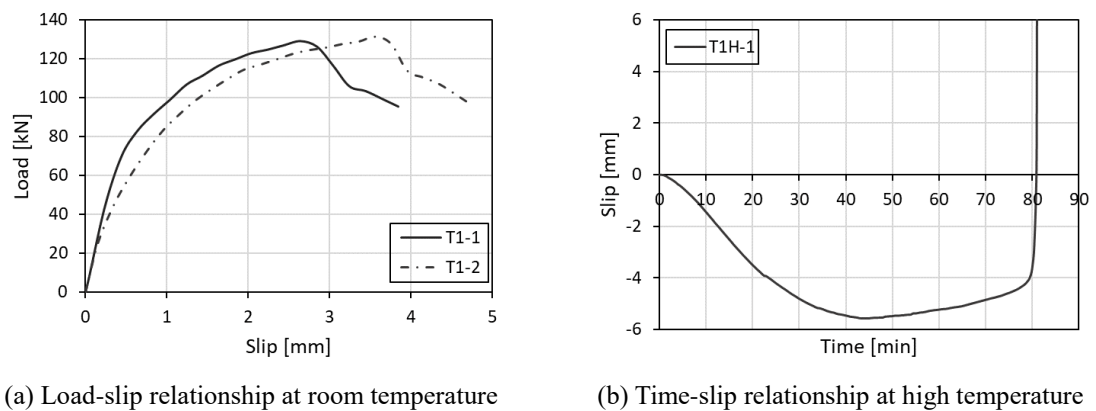 140
120
100
80
60
40
20
0
Load [kN]
0 1 2 3 4 5
Slip [mm]
T1-1
T1-2
(a) Load-slip relationship at room temperature
6
4
2
0
-2
-4
-6
Slip [mm]
0 10 20 30 40 50 60 70 80 90
Time [min]
T1H-1
(b) Time-slip relationship at high temperature